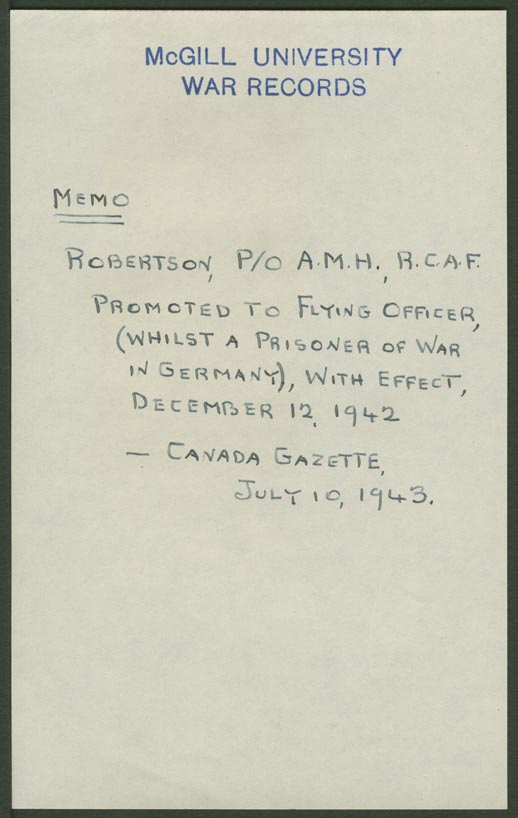 McGILL UNIVERSITY
WAR RECORDS
MEMO
ROBERTSON, P/O A.M.H., R.C.A.F.
PROMOTED TO FLYING OFFICER,
(WHILST A PRISONER OF WAR
IN GERMANY), WITH EFFECT,
DECEMBER 12, 1942
— CANADA GAZETTE,
JULY 10, 1943.